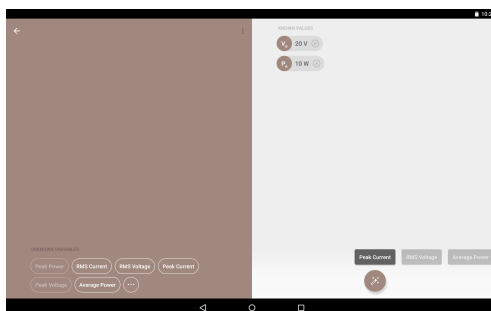 10:2
KNOWN VALUES
20 V
10 W
UNKNOWN VARIABLES
Peak Power RMS Current RMS Voltage Peak Current
Peak Voltage Average Power
Peak Current RMS Voltage Average Power